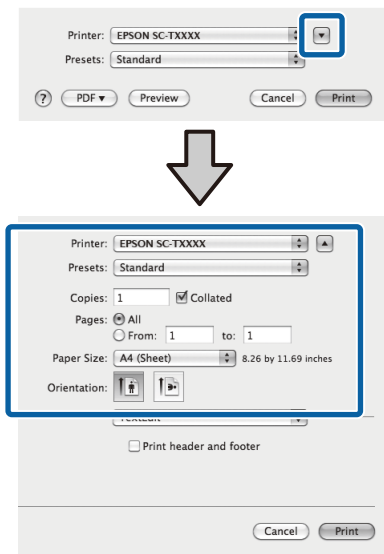 Printer: EPSON SC-TXXXX
Presets: Standard
? PDF▼ Preview Cancel Print
Printer: EPSON SC-TXXXX
Presets: Standard
Copies: 1 Collated
Pages: All
From: 1 to: 1
Paper Size: A4 (Sheet) 8.26 by 11.69 inches
Orientation:
TextEdit
Print header and footer
Cancel Print